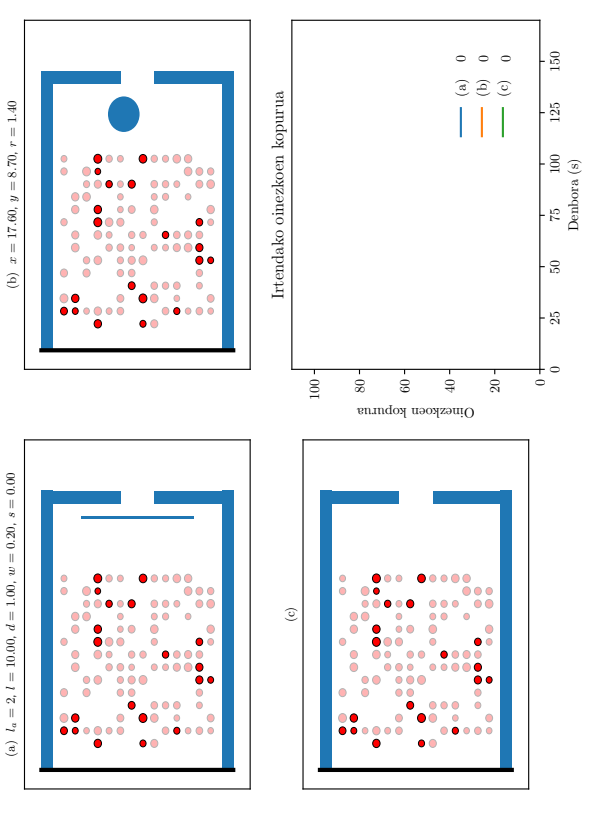 (a) l_a = 2, l = 10.00, d = 1.00, w = 0.20, s = 0.00
(b) x = 17.60, y = 8.70, r = 1.40
(c)
Irtendako oinezkoen kopurua
Oinezkoen kopurua
100
80
60
40
20
0
(a) 0
(b) 0
(c) 0
0 25 50 75 100 125 150
Denbora (s)